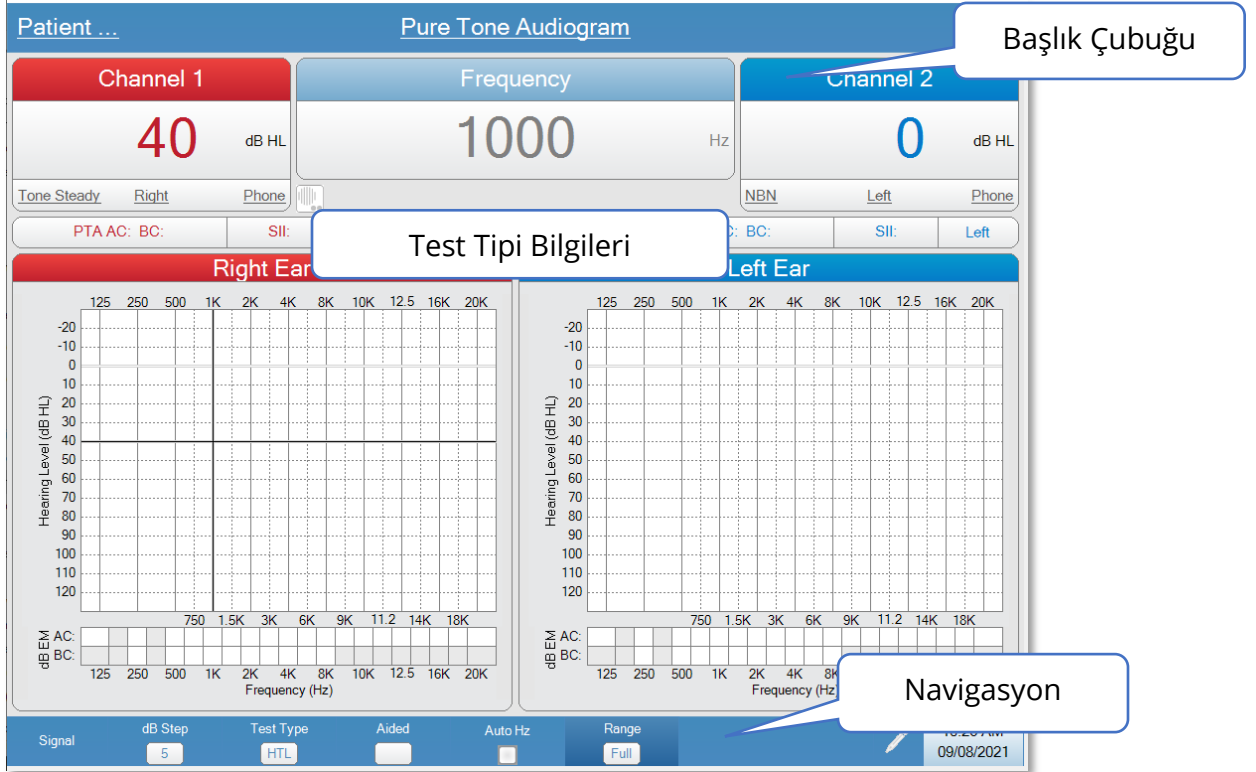 Patient ...
Pure Tone Audiogram
Başlık Çubuğu
Channel 1
Frequency
Channel 2
40 dB HL
1000 Hz
0 dB HL
Tone Steady Right Phone
NBN Left Phone
PTA AC: BC: SII:
BC: SII: Left
Test Tipi Bilgileri
Right Ear
Left Ear
125 250 500 1K 2K 4K 8K 10K 12.5 16K 20K
-20
-10
0
10
20
30
40
50
60
70
80
90
100
110
120
Hearing Level (dB HL)
750 1.5K 3K 6K 9K 11.2 14K 18K
dB EM
AC:
BC:
125 250 500 1K 2K 4K 8K 10K 12.5 16K 20K
Frequency (Hz)
125 250 500 1K 2K 4K 8K 10K 12.5 16K 20K
-20
-10
0
10
20
30
40
50
60
70
80
90
100
110
120
Hearing Level (dB HL)
750 1.5K 3K 6K 9K 11.2 14K 18K
dB EM
AC:
BC:
125 250 500 1K 2K 4K
Frequency (Hz)
Navigasyon
Signal
dB Step
5
Test Type
HTL
Aided
Auto Hz
Range
Full
09/08/2021